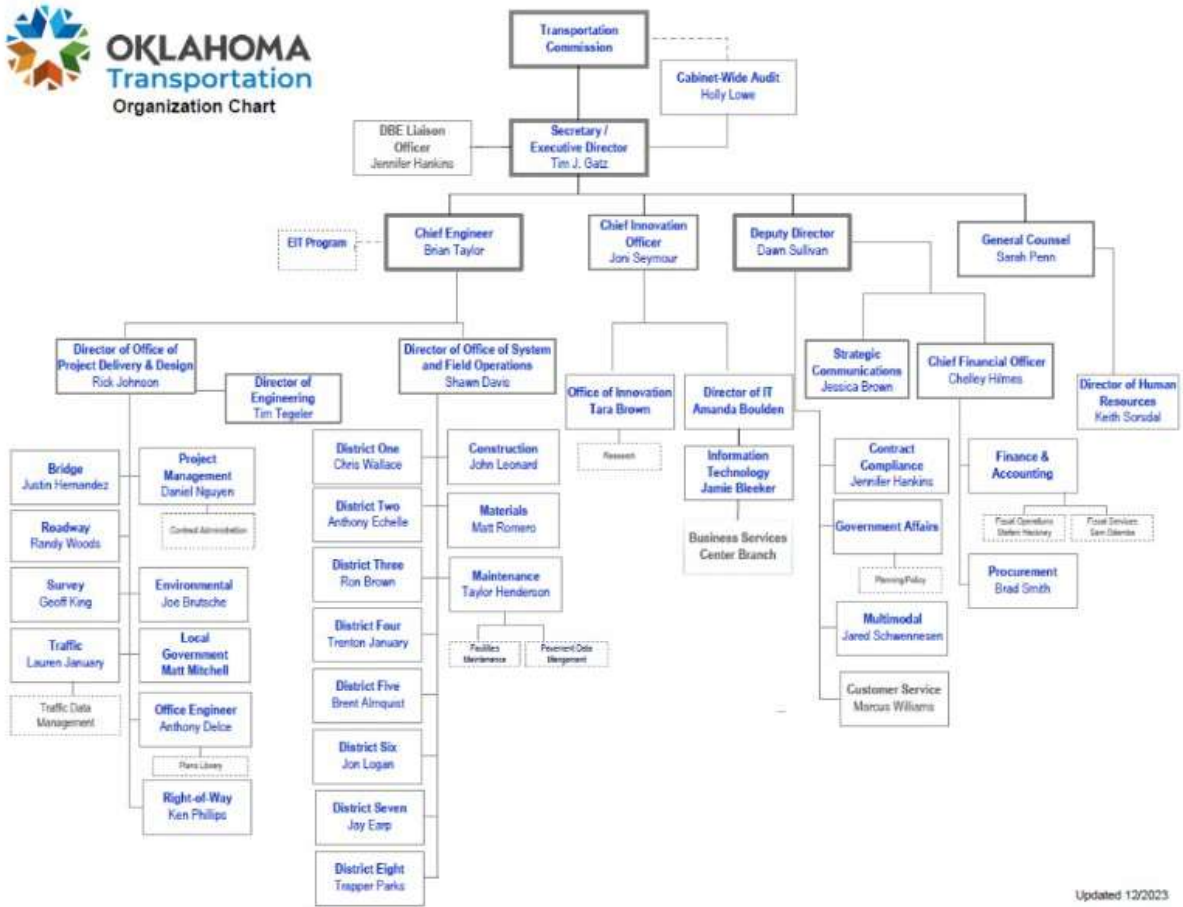 OKLAHOMA
Transportation
Organization Chart
Transportation
Commission
Cabinet-Wide Audit
Holly Lowe
DBE Liaison
Officer
Jennifer Hankins
Secretary /
Executive Director
Tim J. Gatz
EIT Program
Chief Engineer
Brian Taylor
Chief Innovation
Officer
Joni Seymour
Deputy Director
Dawn Sullivan
General Counsel
Sarah Penn
Director of Office of
Project Delivery & Design
Rick Johnson
Director of
Engineering
Tim Tegeler
Director of Office of System
and Field Operations
Shawn Davis
Office of Innovation
Tara Brown
Research
Director of IT
Amanda Boulden
Information
Technology
Jamie Bleeker
Business Services
Center Branch
Strategic
Communications
Jessica Brown
Chief Financial Officer
Chelley Hilmes
Director of Human
Resources
Keith Sorsdal
Bridge
Justin Hernandez
Project
Management
Daniel Nguyen
Contract Administration
Roadway
Randy Woods
Survey
Geoff King
Environmental
Joe Brutsche
Traffic
Lauren January
Traffic Data
Management
Local
Government
Matt Mitchell
Office Engineer
Anthony Delce
Plans Library
Right-of-Way
Ken Phillips
District One
Chris Wallace
District Two
Anthony Echelle
District Three
Ron Brown
District Four
Trenton January
District Five
Brent Almquist
District Six
Jon Logan
District Seven
Jay Earp
District Eight
Trapper Parks
Construction
John Leonard
Materials
Matt Romero
Maintenance
Taylor Henderson
Facilities
Maintenance
Pavement Data
Contract
Compliance
Jennifer Hankins
Government Affairs
Planning/Policy
Multimodal
Jared Schwennesen
Customer Service
Marcus Williams
Finance &
Accounting
Fiscal Operations
Fiscal Services
Procurement
Brad Smith
Updated 12/2023